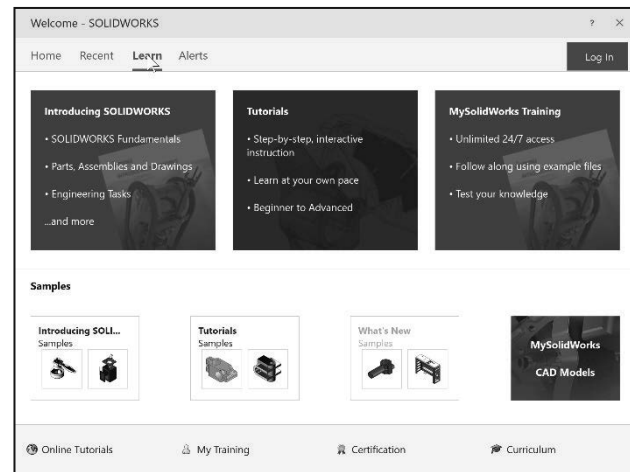 Welcome - SOLIDWORKS
?
Home Recent Learn Alerts
Log In
Introducing SOLIDWORKS
• SOLIDWORKS Fundamentals
• Parts, Assemblies and Drawings
• Engineering Tasks
...and more
Tutorials
• Step-by-step, interactive
instruction
• Learn at your own pace
• Beginner to Advanced
MySolidWorks Training
• Unlimited 24/7 access
• Follow along using example files
• Test your knowledge
Samples
Introducing SOLI...
Samples
Tutorials
Samples
What's New
Samples
MySolidWorks
CAD Models
Online Tutorials
My Training
Certification
Curriculum